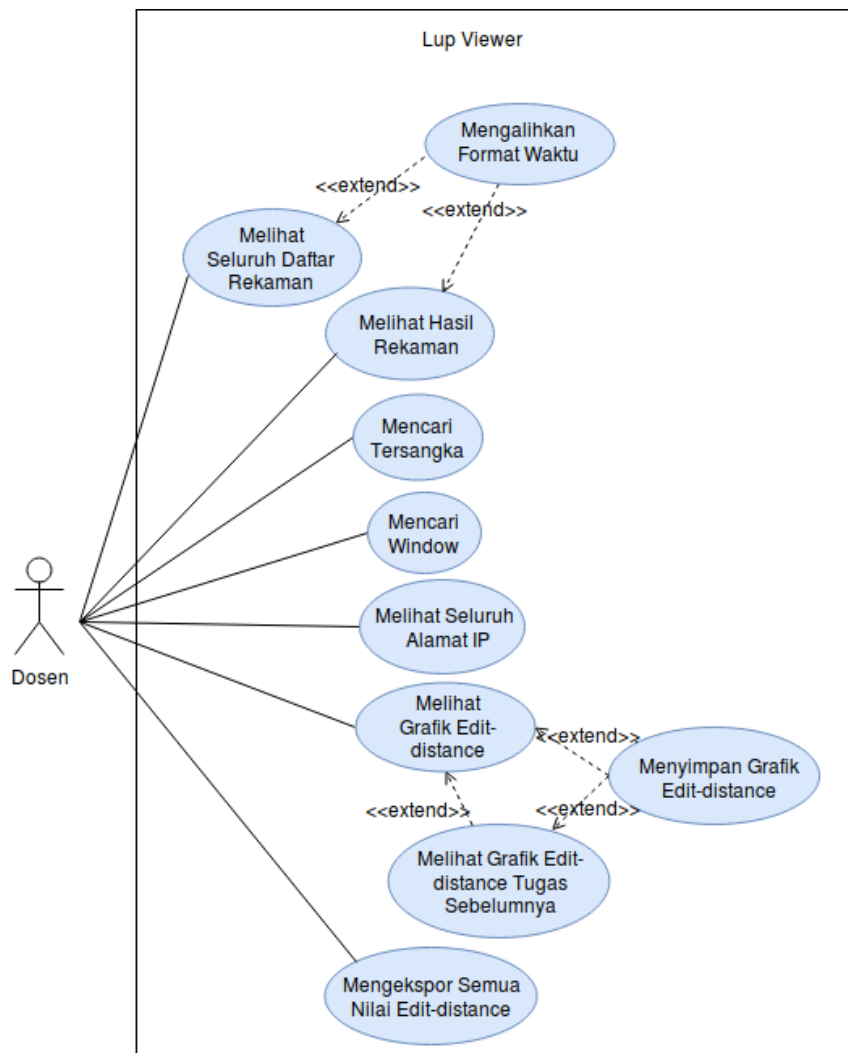 Lup Viewer
Mengalihkan
Format Waktu
<<extend>>
<<extend>>
Melihat
Seluruh Daftar
Rekaman
Melihat Hasil
Rekaman
Mencari
Tersangka
Mencari
Window
Melihat Seluruh
Alamat IP
Dosen
Melihat
Grafik Edit-
distance
<<extend>>
Menyimpan Grafik
Edit-distance
<<extend>>
<<extend>>
Melihat Grafik Edit-
distance Tugas
Sebelumnya
Mengekspor Semua
Nilai Edit-distance